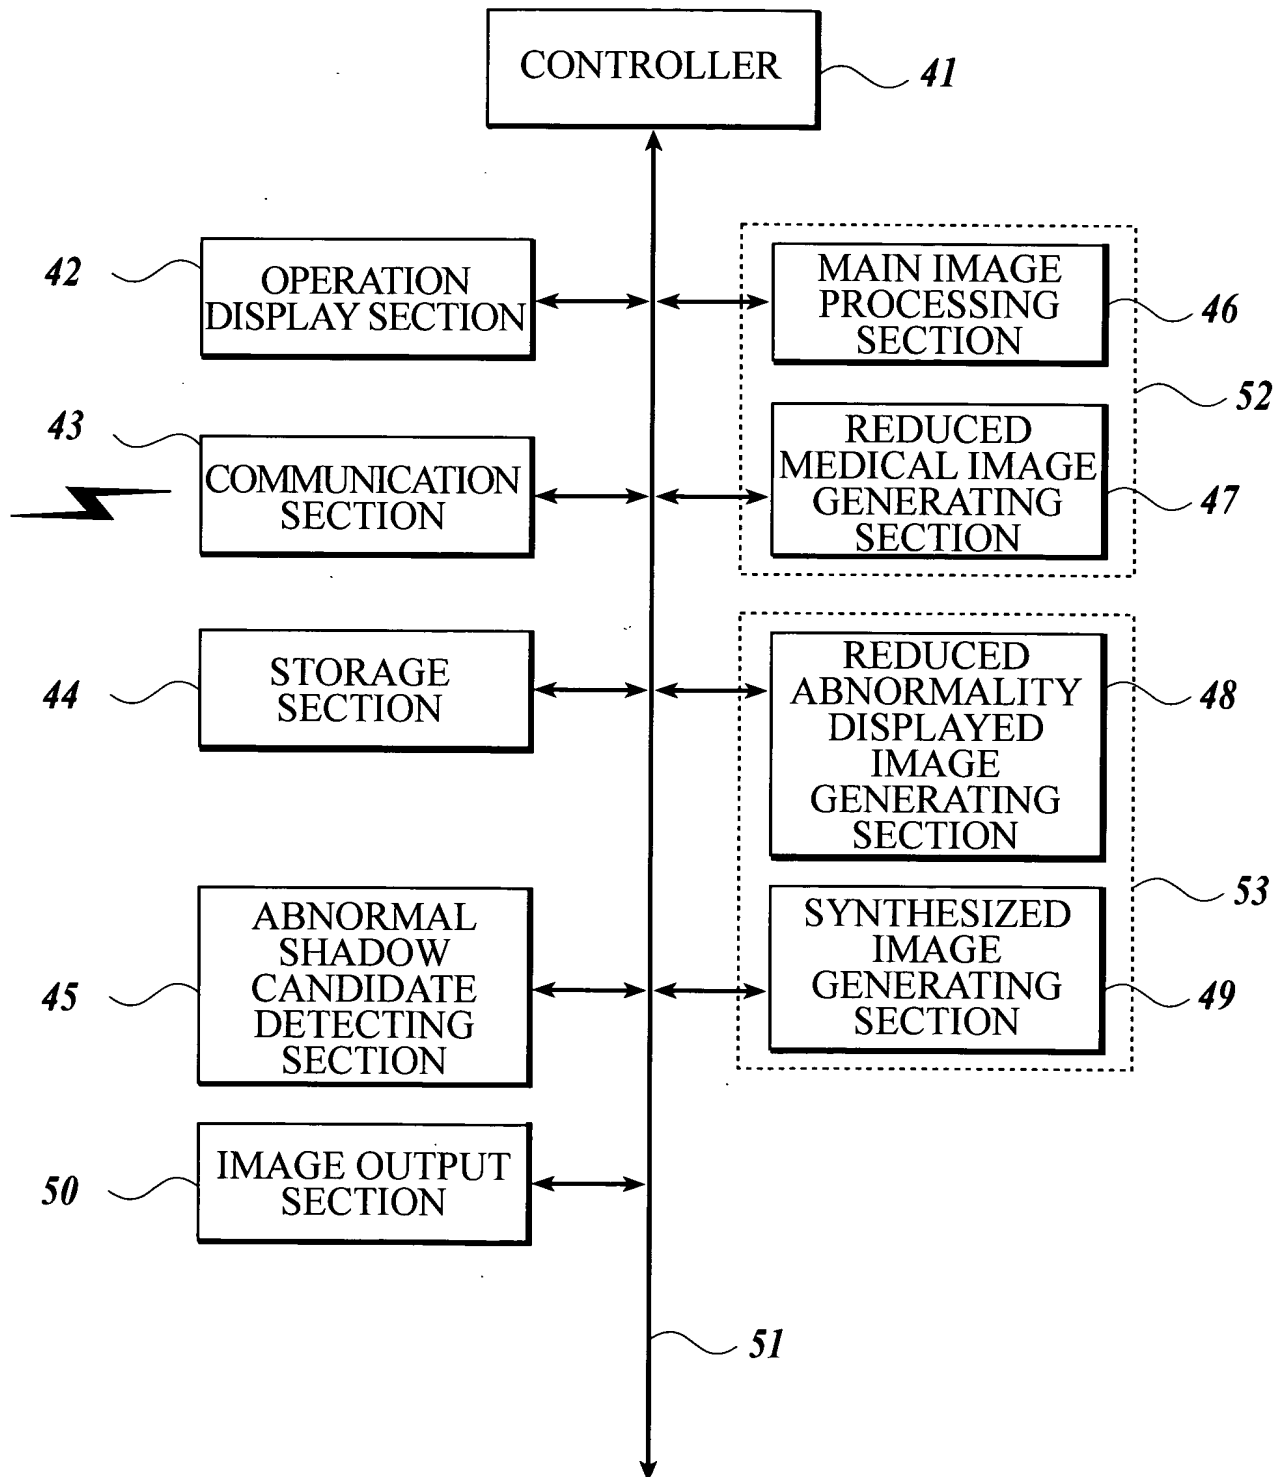 CONTROLLER
41
42
OPERATION
DISPLAY SECTION
MAIN IMAGE
PROCESSING
SECTION
46
52
43
COMMUNICATION
SECTION
REDUCED
MEDICAL IMAGE
GENERATING
SECTION
47
44
STORAGE
SECTION
REDUCED
ABNORMALITY
DISPLAYED
IMAGE
GENERATING
SECTION
48
53
45
ABNORMAL
SHADOW
CANDIDATE
DETECTING
SECTION
SYNTHESIZED
IMAGE
GENERATING
SECTION
49
50
IMAGE OUTPUT
SECTION
51